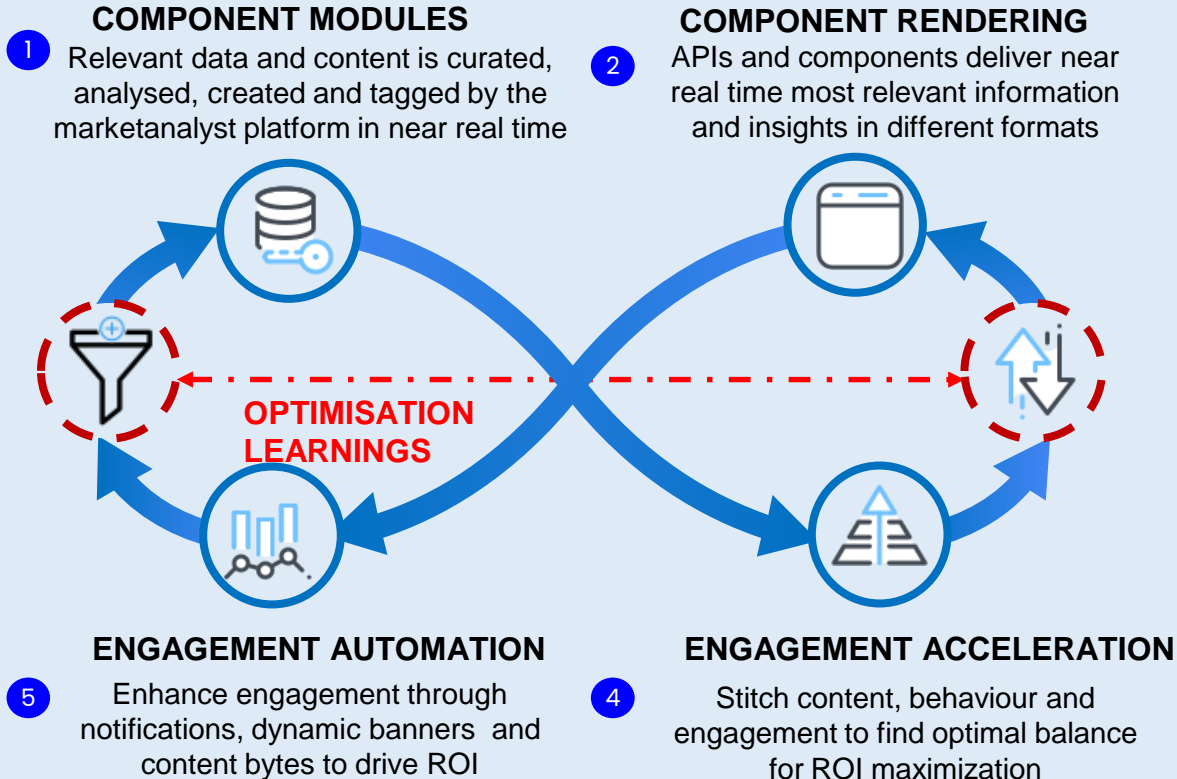 COMPONENT MODULES
1
Relevant data and content is curated,
analysed, created and tagged by the
marketanalyst platform in near real time
COMPONENT RENDERING
2
APIs and components deliver near
real time most relevant information
and insights in different formats
OPTIMISATION
LEARNINGS
ENGAGEMENT AUTOMATION
5
Enhance engagement through
notifications, dynamic banners and
content bytes to drive ROI
ENGAGEMENT ACCELERATION
4
Stitch content, behaviour and
engagement to find optimal balance
for ROI maximization